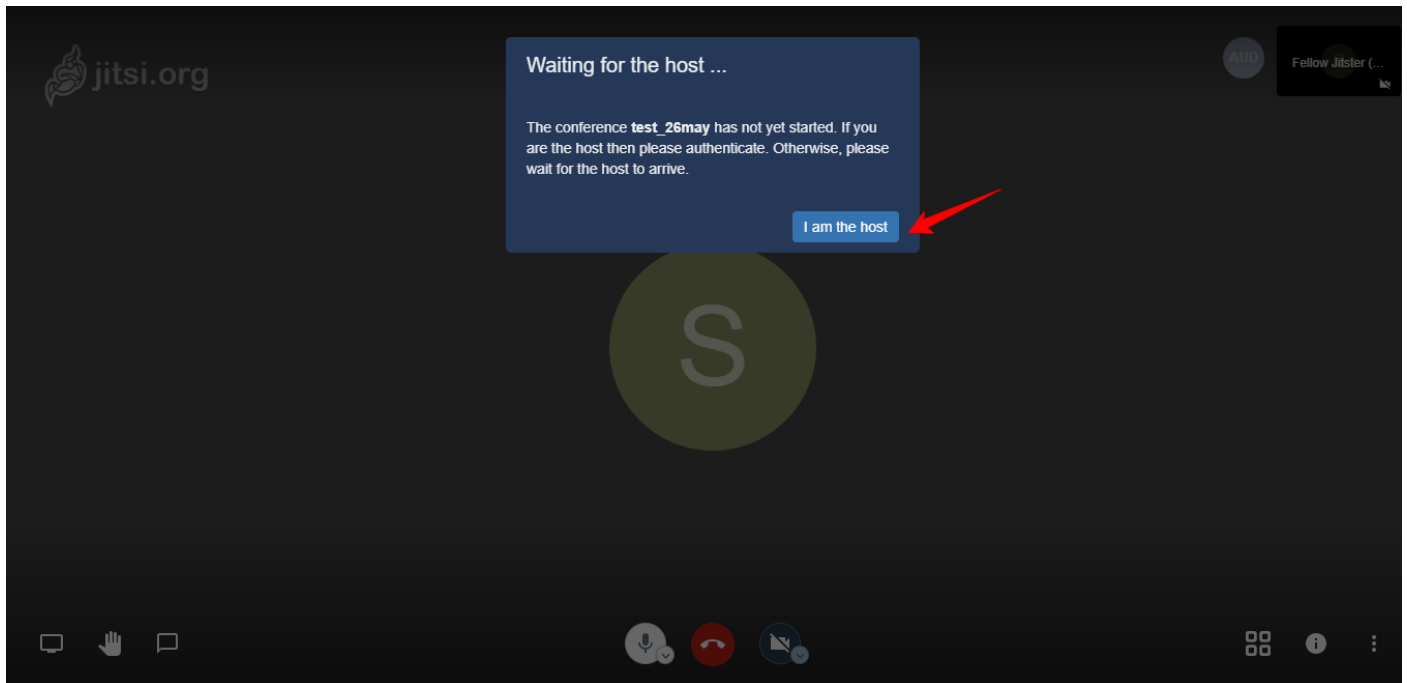 jitsi.org
Waiting for the host ...
AUD
Fellow Jitster (...
The conference test_26may has not yet started. If you
are the host then please authenticate. Otherwise, please
wait for the host to arrive.
I am the host
S